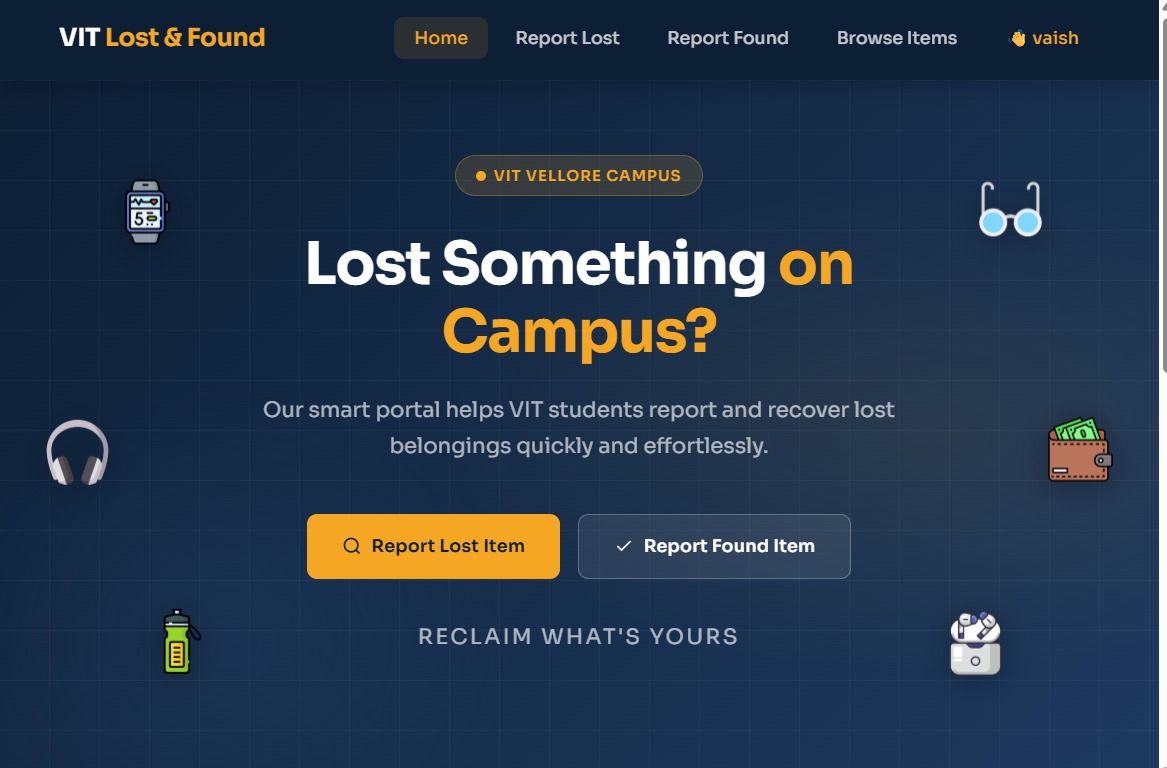 VIT Lost & Found
Home
Report Lost
Report Found
Browse Items
👋 vaish
VIT VELLORE CAMPUS
5
Lost Something on
Campus?
Our smart portal helps VIT students report and recover lost
belongings quickly and effortlessly.
Report Lost Item
Report Found Item
RECLAIM WHAT'S YOURS